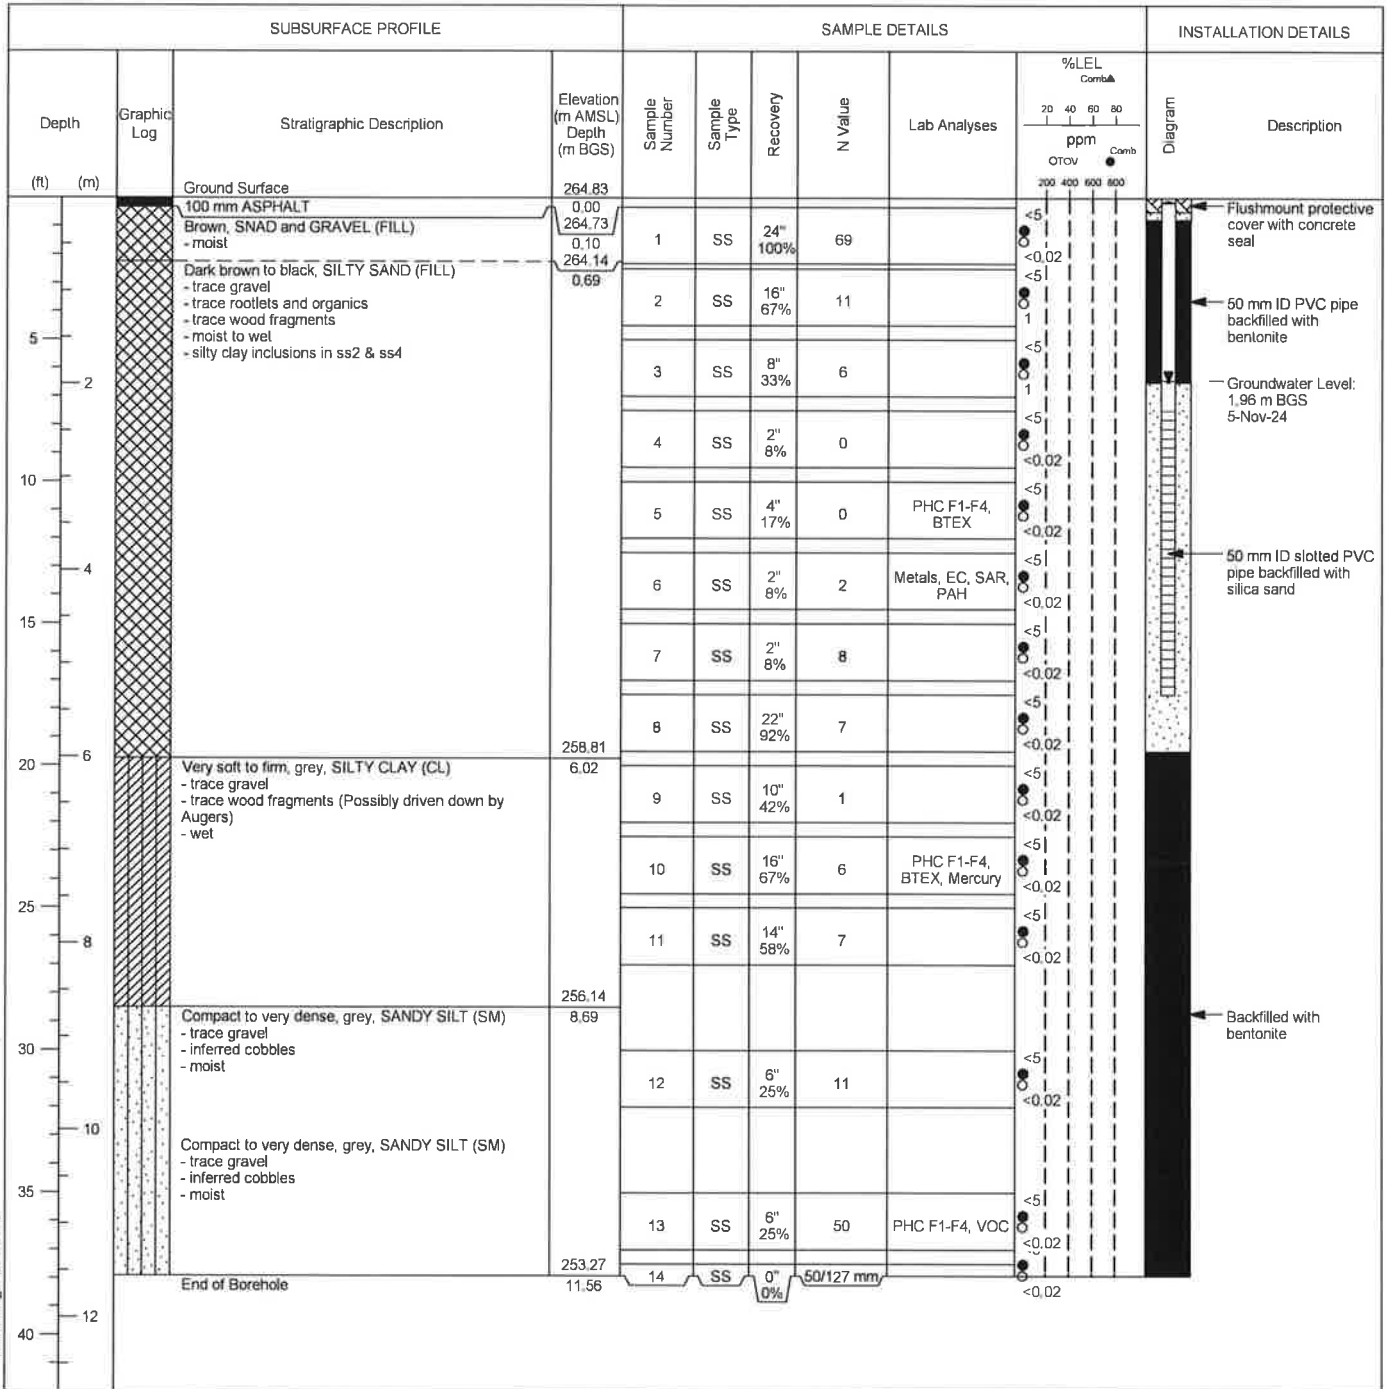 SUBSURFACE PROFILE
SAMPLE DETAILS
INSTALLATION DETAILS
Depth
(ft) (m)
Graphic
Log
Stratigraphic Description
Elevation
(m AMSL)
Depth
(m BGS)
Sample
Number
Sample
Type
Recovery
N Value
Lab Analyses
%LEL
Comb▲
20 40 60 80
ppm
OTOV
Comb
●
200 400 600 800
Diagram
Description
5
10
15
20
25
30
35
40
2
4
6
8
10
12
Ground Surface
264.83
100 mm ASPHALT
0.00
264.73
Brown, SNAD and GRAVEL (FILL)
- moist
0.10
264.14
Dark brown to black, SILTY SAND (FILL)
0.69
- trace gravel
- trace rootlets and organics
- trace wood fragments
- moist to wet
- silty clay inclusions in ss2 & ss4
258.81
Very soft to firm, grey, SILTY CLAY (CL)
6.02
- trace gravel
- trace wood fragments (Possibly driven down by
Augers)
- wet
256.14
Compact to very dense, grey, SANDY SILT (SM)
8.69
- trace gravel
- inferred cobbles
- moist
Compact to very dense, grey, SANDY SILT (SM)
- trace gravel
- inferred cobbles
- moist
253.27
End of Borehole
11.56
1 SS 24" 100% 69 <5 <0.02
2 SS 16" 67% 11 <5 1
3 SS 8" 33% 6 <5 1
4 SS 2" 8% 0 <5 <0.02
5 SS 4" 17% 0 PHC F1-F4, BTEX <5 <0.02
6 SS 2" 8% 2 Metals, EC, SAR, PAH <5 <0.02
7 SS 2" 8% 8 <5 <0.02
8 SS 22" 92% 7 <5 <0.02
9 SS 10" 42% 1 <5 <0.02
10 SS 16" 67% 6 PHC F1-F4, BTEX, Mercury <5 <0.02
11 SS 14" 58% 7 <5 <0.02
12 SS 6" 25% 11 <5 <0.02
13 SS 6" 25% 50 PHC F1-F4, VOC <5 <0.02
14 SS 0" 0% 50/127 mm <0.02
Flushmount protective
cover with concrete
seal
50 mm ID PVC pipe
backfilled with
bentonite
Groundwater Level:
1.96 m BGS
5-Nov-24
50 mm ID slotted PVC
pipe backfilled with
silica sand
Backfilled with
bentonite